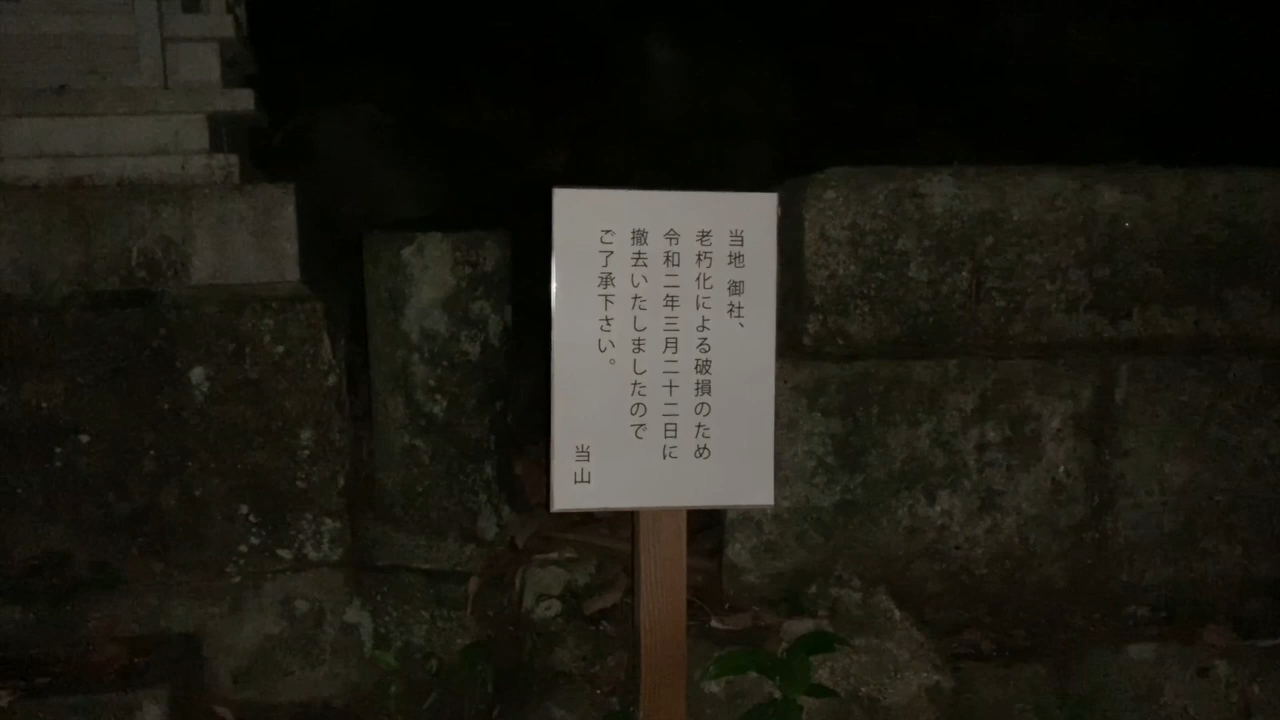 当地 御社、
老朽化による破損のため
令和二年三月二十二日に
撤去いたしましたので
ご了承下さい。
当山